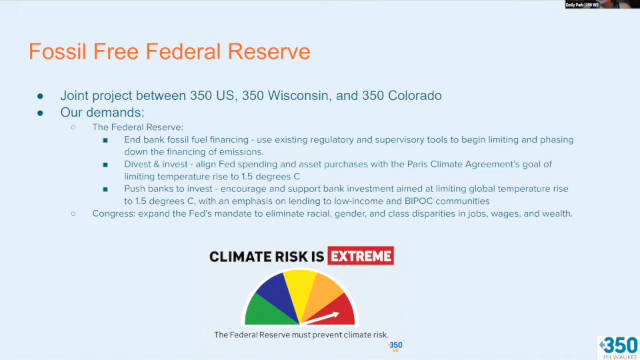 Emily Park (350 WI)
Fossil Free Federal Reserve
● Joint project between 350 US, 350 Wisconsin, and 350 Colorado
● Our demands:
○ The Federal Reserve:
■ End bank fossil fuel financing - use existing regulatory and supervisory tools to begin limiting and phasing
down the financing of emissions.
■ Divest & invest - align Fed spending and asset purchases with the Paris Climate Agreement's goal of
limiting temperature rise to 1.5 degrees C
■ Push banks to invest - encourage and support bank investment aimed at limiting global temperature rise
to 1.5 degrees C, with an emphasis on lending to low-income and BIPOC communities
○ Congress: expand the Fed's mandate to eliminate racial, gender, and class disparities in jobs, wages, and wealth.
CLIMATE RISK IS EXTREME
The Federal Reserve must prevent climate risk.
350
350
MILWAUKEE